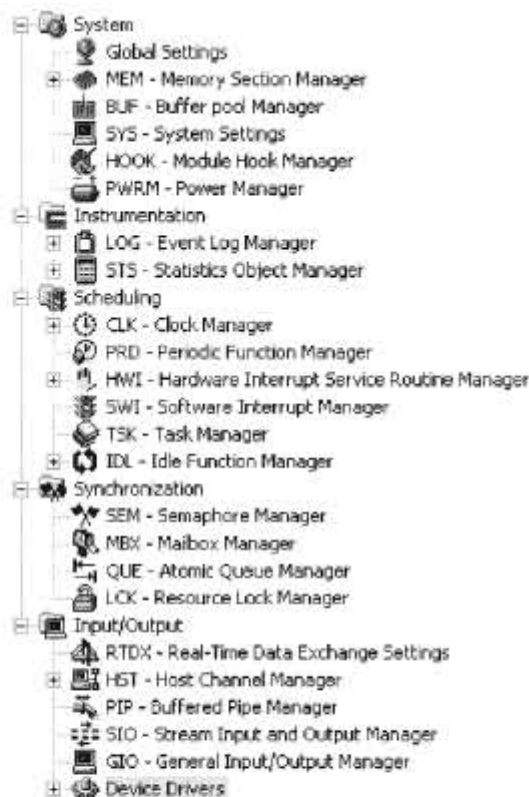 System
Global Settings
MEM - Memory Section Manager
BUF - Buffer pool Manager
SYS - System Settings
HOOK - Module Hook Manager
PWRM - Power Manager
Instrumentation
LOG - Event Log Manager
STS - Statistics Object Manager
Scheduling
CLK - Clock Manager
PRD - Periodic Function Manager
HWI - Hardware Interrupt Service Routine Manager
SWI - Software Interrupt Manager
TSK - Task Manager
IDL - Idle Function Manager
Synchronization
SEM - Semaphore Manager
MBX - Mailbox Manager
QUE - Atomic Queue Manager
LCK - Resource Lock Manager
Input/Output
RTDX - Real-Time Data Exchange Settings
HST - Host Channel Manager
PIP - Buffered Pipe Manager
SIO - Stream Input and Output Manager
GIO - General Input/Output Manager
Device Drivers